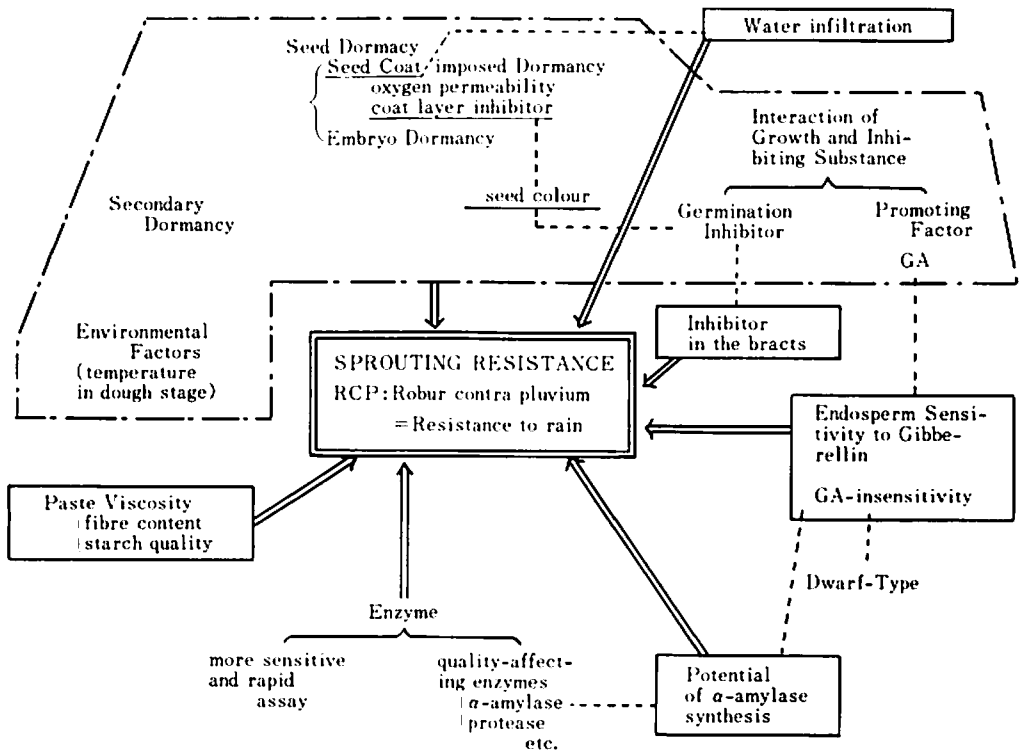 Water infiltration
Seed Dormacy
Seed Coat imposed Dormancy
oxygen permeability
coat layer inhibitor
Embryo Dormancy
Interaction of
Growth and Inhi-
biting Substance
seed colour
Secondary
Dormancy
Germination
Inhibitor
Promoting
Factor
GA
Environmental
Factors
(temperature
in dough stage)
Inhibitor
in the bracts
SPROUTING RESISTANCE
RCP: Robur contra pluvium
=Resistance to rain
Endosperm Sensi-
tivity to Gibbe-
rellin
GA-insensitivity
Paste Viscosity
fibre content
starch quality
Dwarf-Type
Enzyme
more sensitive
and rapid
assay
quality-affect-
ing enzymes
α-amylase
protease
etc.
Potential
of α-amylase
synthesis